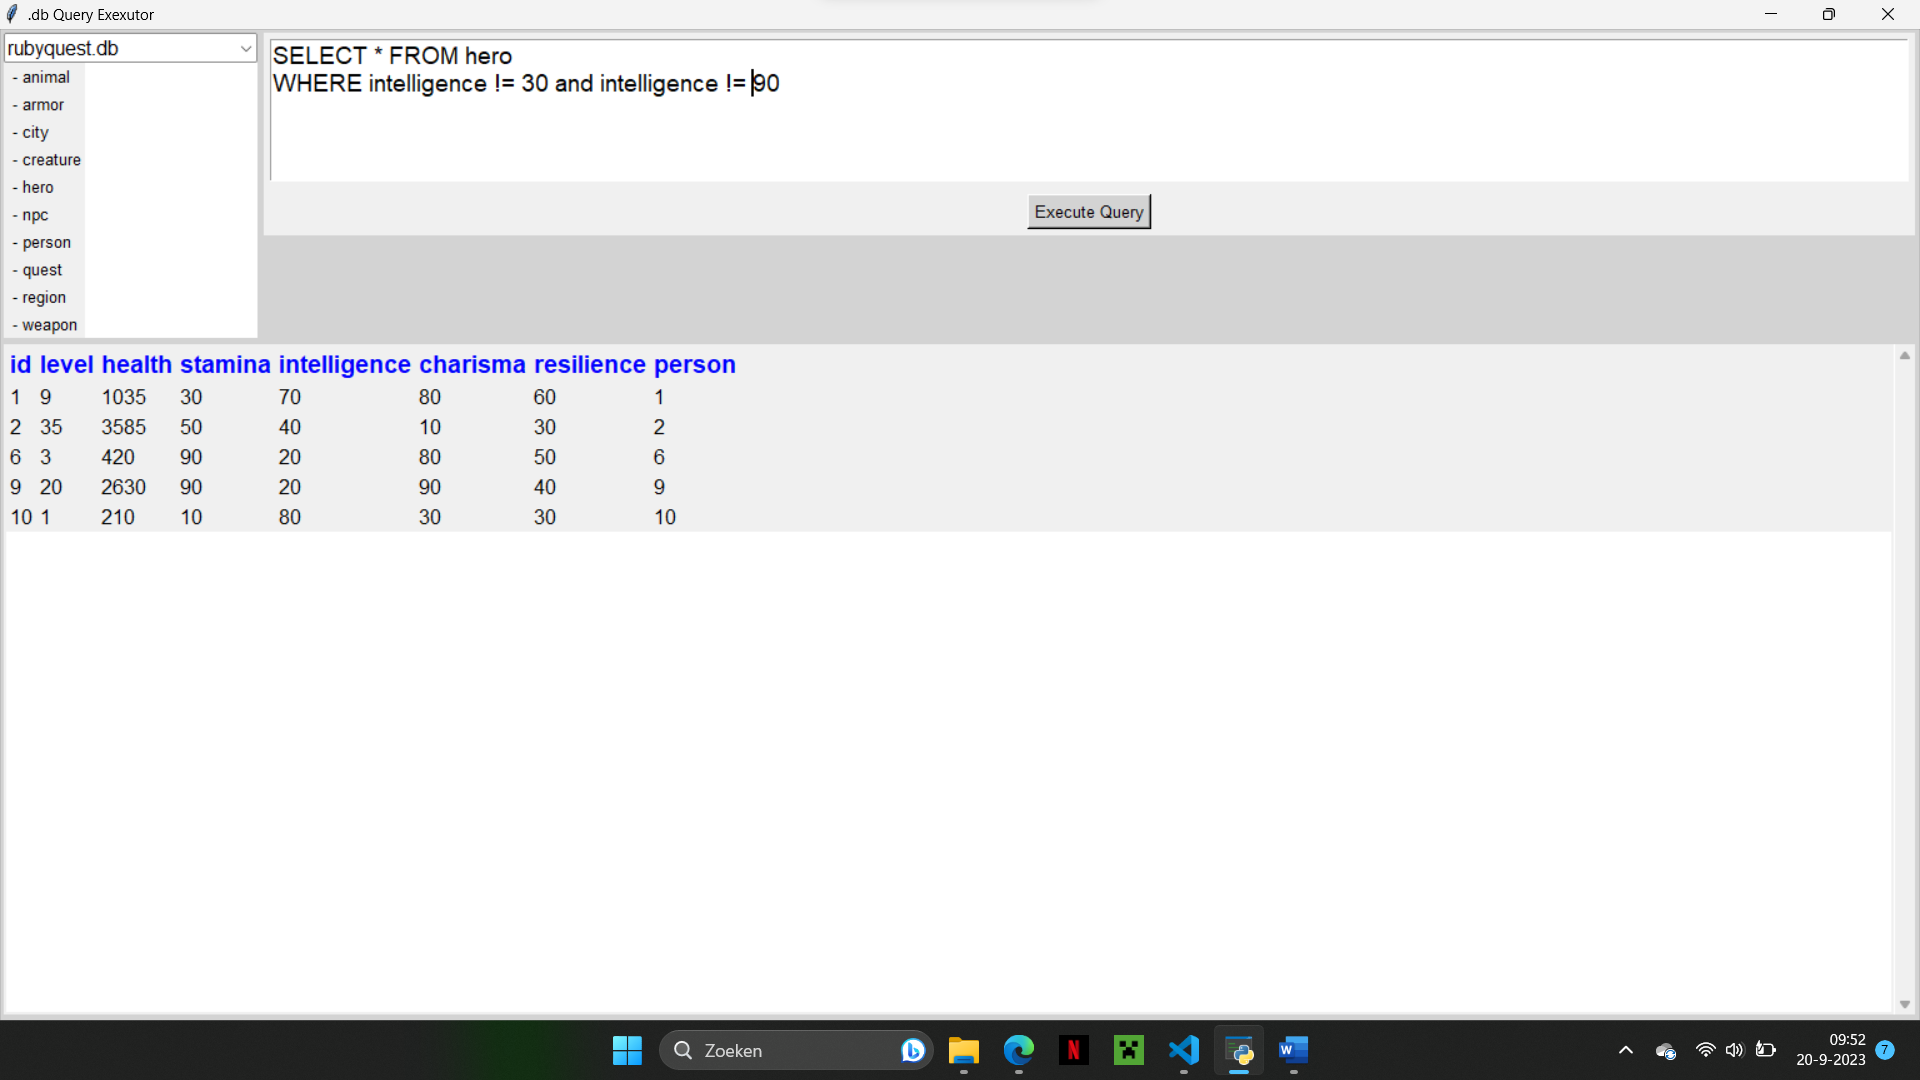 .db Query Exexutor
rubyquest.db
- animal
- armor
- city
- creature
- hero
- npc
- person
- quest
- region
- weapon
SELECT * FROM hero
WHERE intelligence != 30 and intelligence != 90
Execute Query
id level health stamina intelligence charisma resilience person
1 9 1035 30 70 80 60 1
2 35 3585 50 40 10 30 2
6 3 420 90 20 80 50 6
9 20 2630 90 20 90 40 9
10 1 210 10 80 30 30 10
Zoeken
N
W
09:52
20-9-2023
7